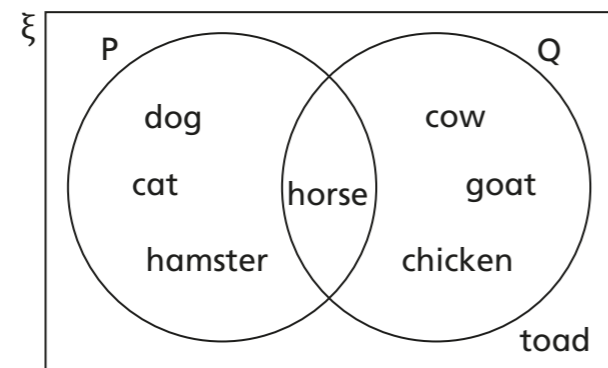 ξ
P Q
dog cow
cat horse goat
hamster chicken
toad